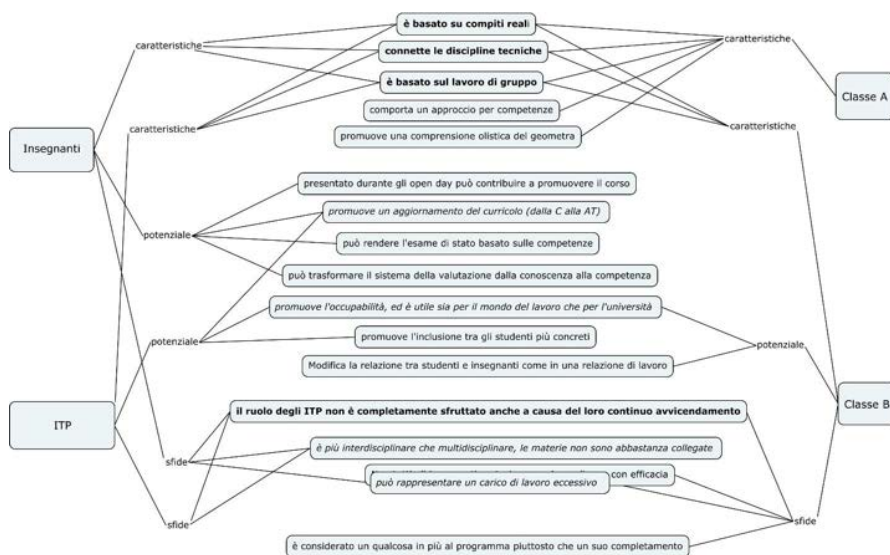 è basato su compiti reali
caratteristiche
caratteristiche
connette le discipline tecniche
è basato sul lavoro di gruppo
Classe A
comporta un approccio per competenze
caratteristiche
caratteristiche
promuove una comprensione olistica del geometra
Insegnanti
presentato durante gli open day può contribuire a promuovere il corso
promuove un aggiornamento del curricolo (dalla C alla AT)
potenziale
può rendere l'esame di stato basato sulle competenze
può trasformare il sistema della valutazione dalla conoscenza alla competenza
promuove l'occupabilità, ed è utile sia per il mondo del lavoro che per l'università
potenziale
promuove l'inclusione tra gli studenti più concreti
potenziale
Modifica la relazione tra studenti e insegnanti come in una relazione di lavoro
Classe B
ITP
il ruolo degli ITP non è completamente sfruttato anche a causa del loro continuo avvicendamento
è più interdisciplinare che multidisciplinare, le materie non sono abbastanza collegate
sfide
con efficacia
può rappresentare un carico di lavoro eccessivo
sfide
sfide
è considerato un qualcosa in più al programma piuttosto che un suo completamento